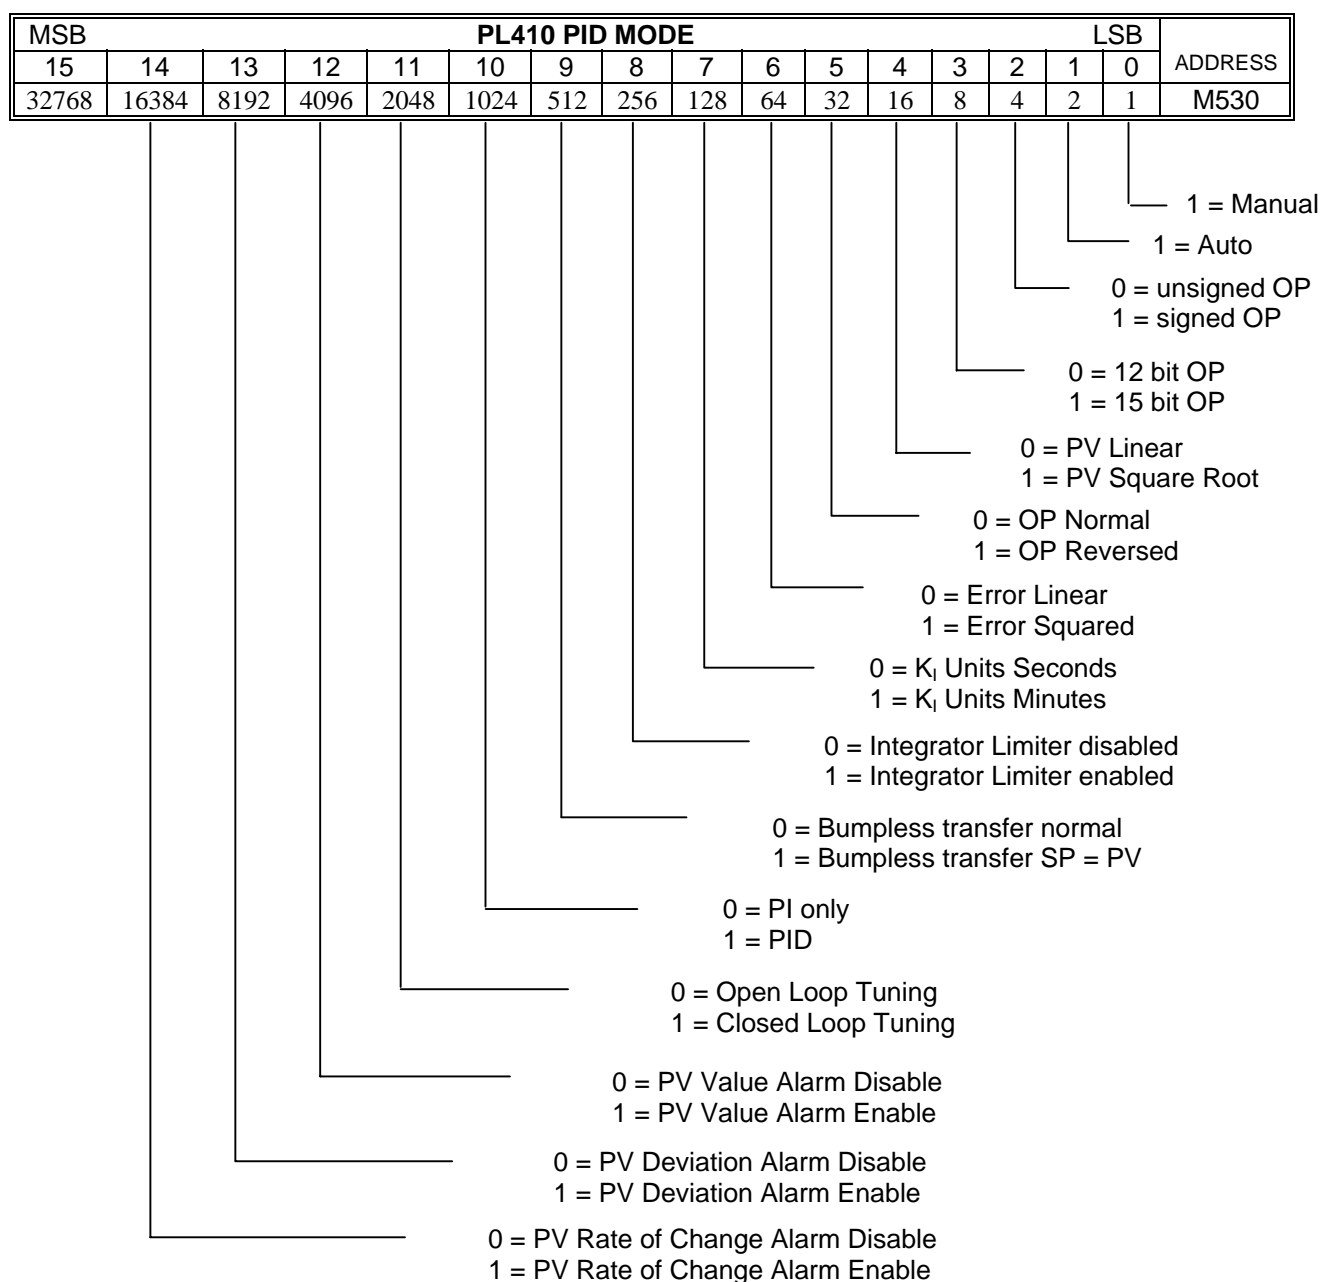 MSB PL410 PID MODE LSB
ADDRESS
15 14 13 12 11 10 9 8 7 6 5 4 3 2 1 0
32768 16384 8192 4096 2048 1024 512 256 128 64 32 16 8 4 2 1 M530
1 = Manual
1 = Auto
0 = unsigned OP
1 = signed OP
0 = 12 bit OP
1 = 15 bit OP
0 = PV Linear
1 = PV Square Root
0 = OP Normal
1 = OP Reversed
0 = Error Linear
1 = Error Squared
0 = KI Units Seconds
1 = KI Units Minutes
0 = Integrator Limiter disabled
1 = Integrator Limiter enabled
0 = Bumpless transfer normal
1 = Bumpless transfer SP = PV
0 = PI only
1 = PID
0 = Open Loop Tuning
1 = Closed Loop Tuning
0 = PV Value Alarm Disable
1 = PV Value Alarm Enable
0 = PV Deviation Alarm Disable
1 = PV Deviation Alarm Enable
0 = PV Rate of Change Alarm Disable
1 = PV Rate of Change Alarm Enable